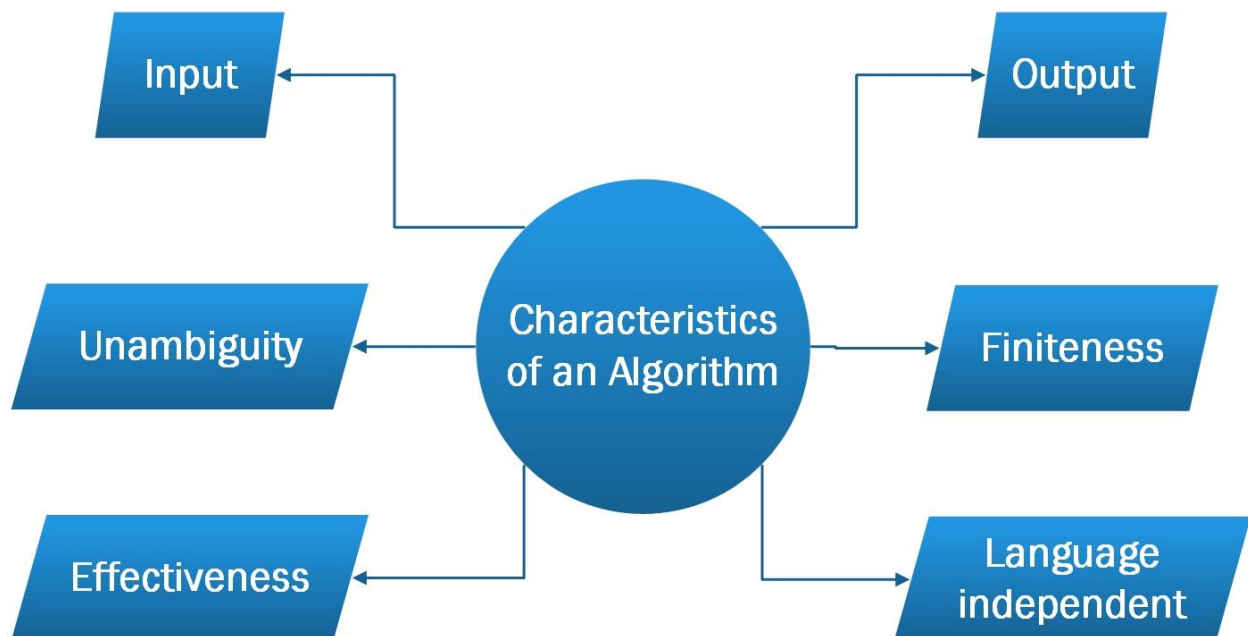 Input
Output
Characteristics
of an Algorithm
Unambiguity
Finiteness
Effectiveness
Language
independent